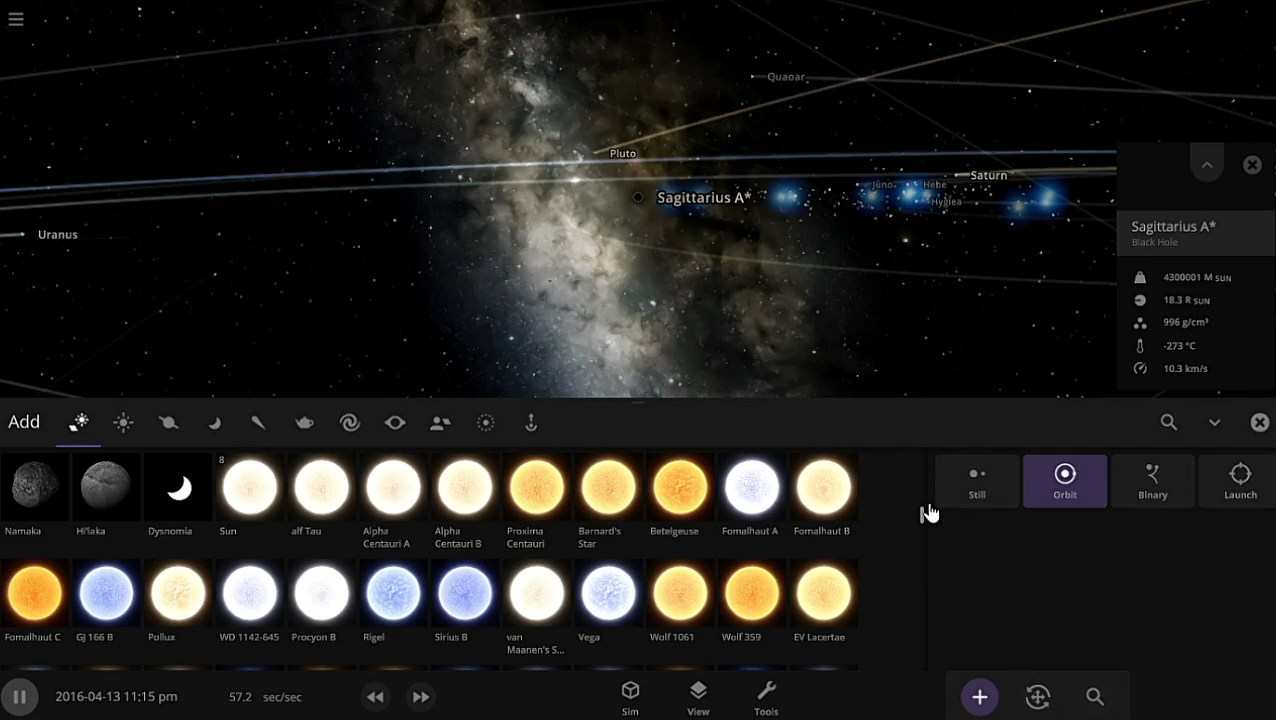 Quaoar
Pluto
Saturn
Juno
Hebe
Sagittarius A*
Hygiea
Uranus
Sagittarius A*
Black Hole
4300001 M SUN
18.3 R SUN
996 g/cm³
-273 °C
10.3 km/s
Add
8
Namaka
Hi'iaka
Dysnomia
Sun
alf Tau
Alpha
Centauri A
Alpha
Centauri B
Proxima
Centauri
Barnard's
Star
Betelgeuse
Fomalhaut A
Fomalhaut B
Still
Orbit
Binary
Launch
Fomalhaut C
GJ 166 B
Pollux
WD 1142-645
Procyon B
Rigel
Sirius B
van
Maanen's S...
Vega
Wolf 1061
Wolf 359
EV Lacertae
2016-04-13 11:15 pm
57.2 sec/sec
Sim
View
Tools